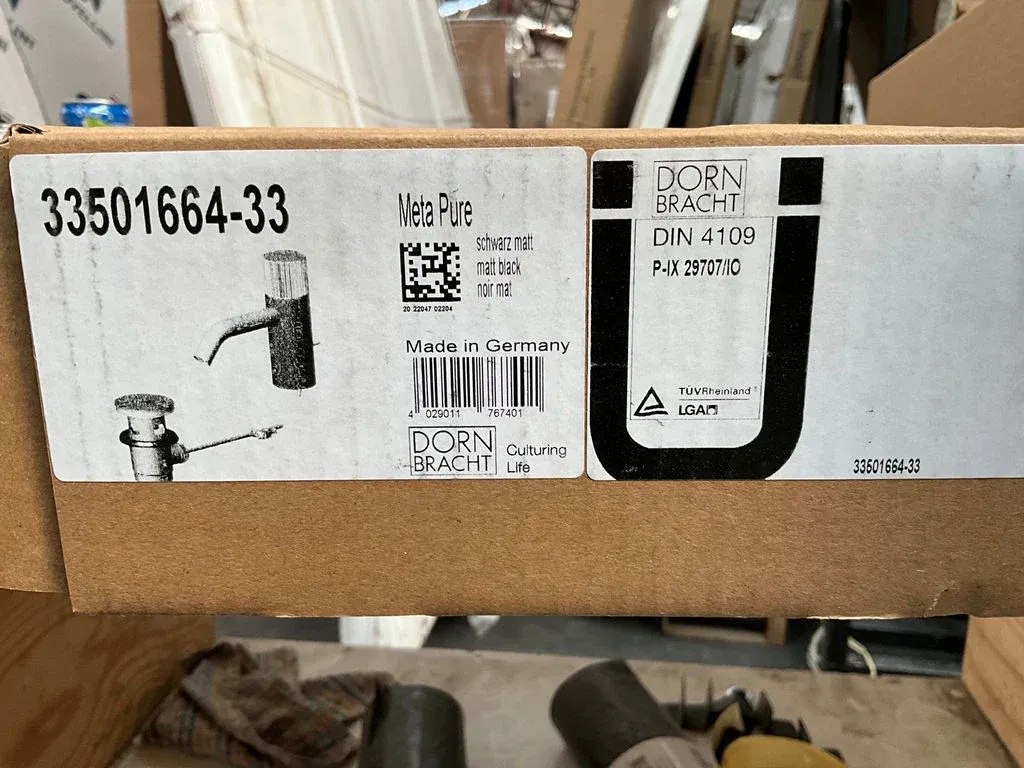 33501664-33
Meta Pure
schwarz matt
matt black
noir mat
20 22047 02204
Made in Germany
4 029011 767401
DORN
BRACHT
Culturing
Life
DORN
BRACHT
DIN 4109
P-IX 29707/IO
TÜVRheinland
LGA
33501664-33